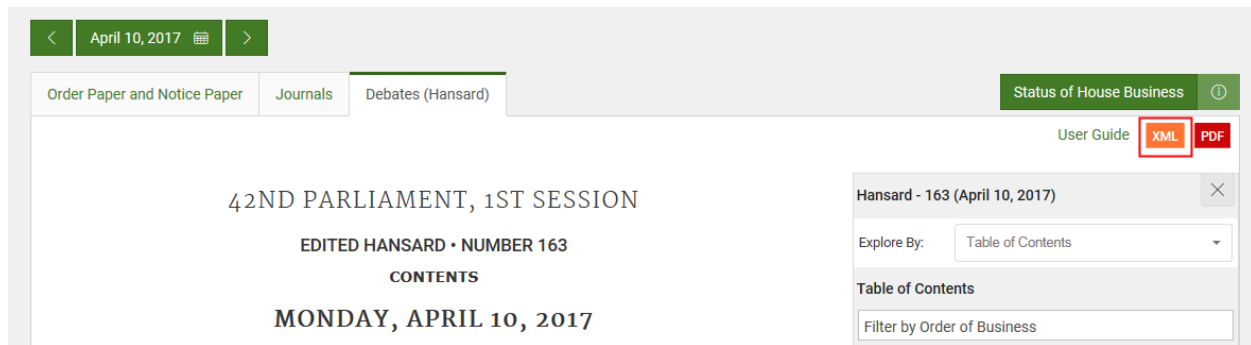 April 10, 2017
Order Paper and Notice Paper
Journals
Debates (Hansard)
Status of House Business
User Guide
XML
PDF
42ND PARLIAMENT, 1ST SESSION
EDITED HANSARD • NUMBER 163
CONTENTS
MONDAY, APRIL 10, 2017
Hansard - 163 (April 10, 2017)
Explore By:
Table of Contents
Table of Contents
Filter by Order of Business